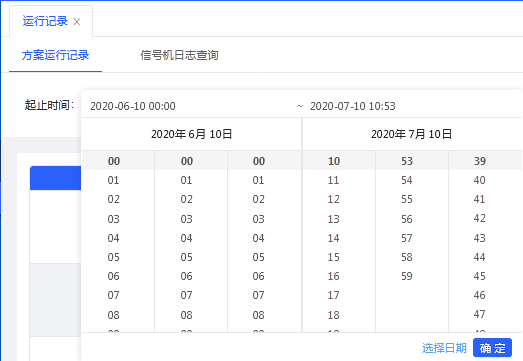 运行记录 ×
方案运行记录 信号机日志查询
起止时间： 2020-06-10 00:00 ~ 2020-07-10 10:53
2020年 6月 10日 2020年 7月 10日
00 00 00 10 53 39
01 01 01 11 54 40
02 02 02 12 55 41
03 03 03 13 56 42
04 04 04 14 57 43
05 05 05 15 58 44
06 06 06 16 59 45
07 07 07 17 46
08 08 08 18 47
09 09 09 19 48
选择日期 确 定